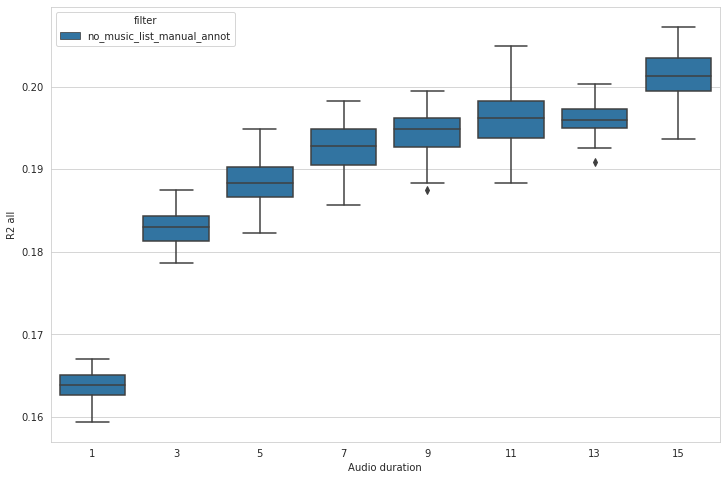 filter
no_music_list_manual_annot
R2 all
0.20
0.19
0.18
0.17
0.16
1 3 5 7 9 11 13 15
Audio duration